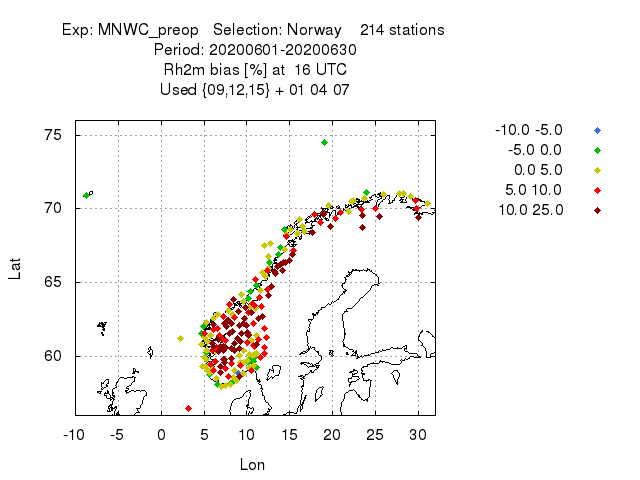 Exp: MNWC_preop   Selection: Norway    214 stations
Period: 20200601-20200630
Rh2m bias [%] at  16 UTC
Used {09,12,15} + 01 04 07
-10.0 -5.0
-5.0 0.0
0.0 5.0
5.0 10.0
10.0 25.0
75
70
65
60
Lat
-10 -5 0 5 10 15 20 25 30
Lon